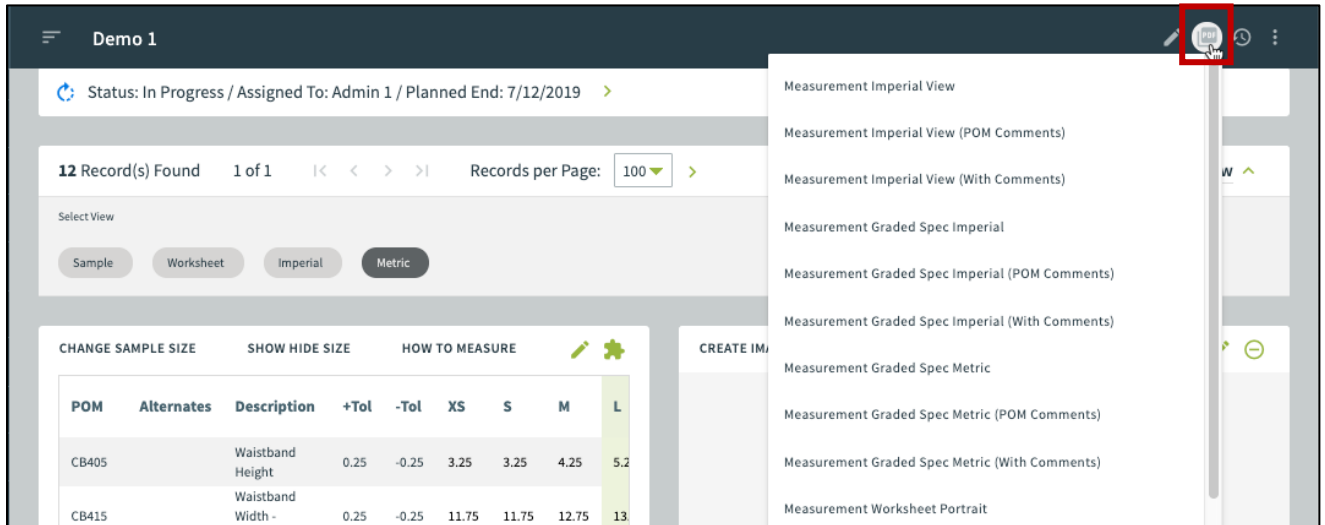 Demo 1
PDF
Status: In Progress / Assigned To: Admin 1 / Planned End: 7/12/2019
12 Record(s) Found 1 of 1 Records per Page: 100
Select View
Sample Worksheet Imperial Metric
Measurement Imperial View
Measurement Imperial View (POM Comments)
Measurement Imperial View (With Comments)
Measurement Graded Spec Imperial
Measurement Graded Spec Imperial (POM Comments)
Measurement Graded Spec Imperial (With Comments)
Measurement Graded Spec Metric
Measurement Graded Spec Metric (POM Comments)
Measurement Graded Spec Metric (With Comments)
Measurement Worksheet Portrait
CHANGE SAMPLE SIZE SHOW HIDE SIZE HOW TO MEASURE
CREATE
POM Alternates Description +Tol -Tol XS S M L
CB405 Waistband Height 0.25 -0.25 3.25 3.25 4.25
CB415 Waistband Width - 0.25 -0.25 11.75 11.75 12.75